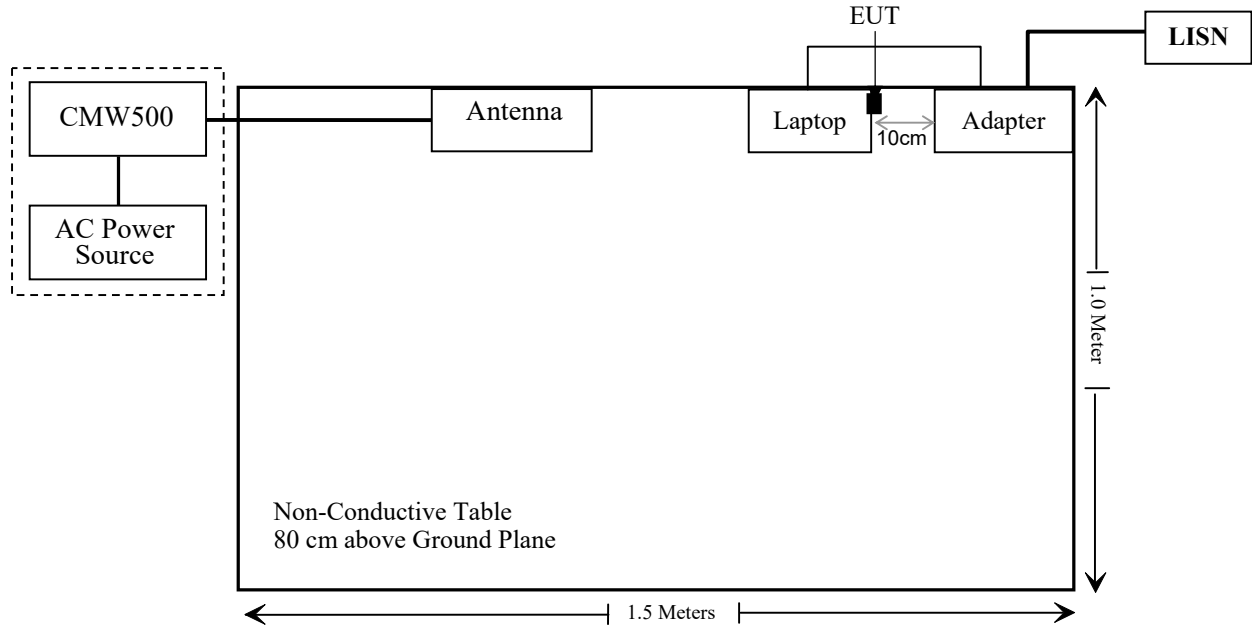 EUT
LISN
CMW500
Antenna
Laptop
10cm
Adapter
AC Power
Source
1.0 Meter
Non-Conductive Table
80 cm above Ground Plane
1.5 Meters